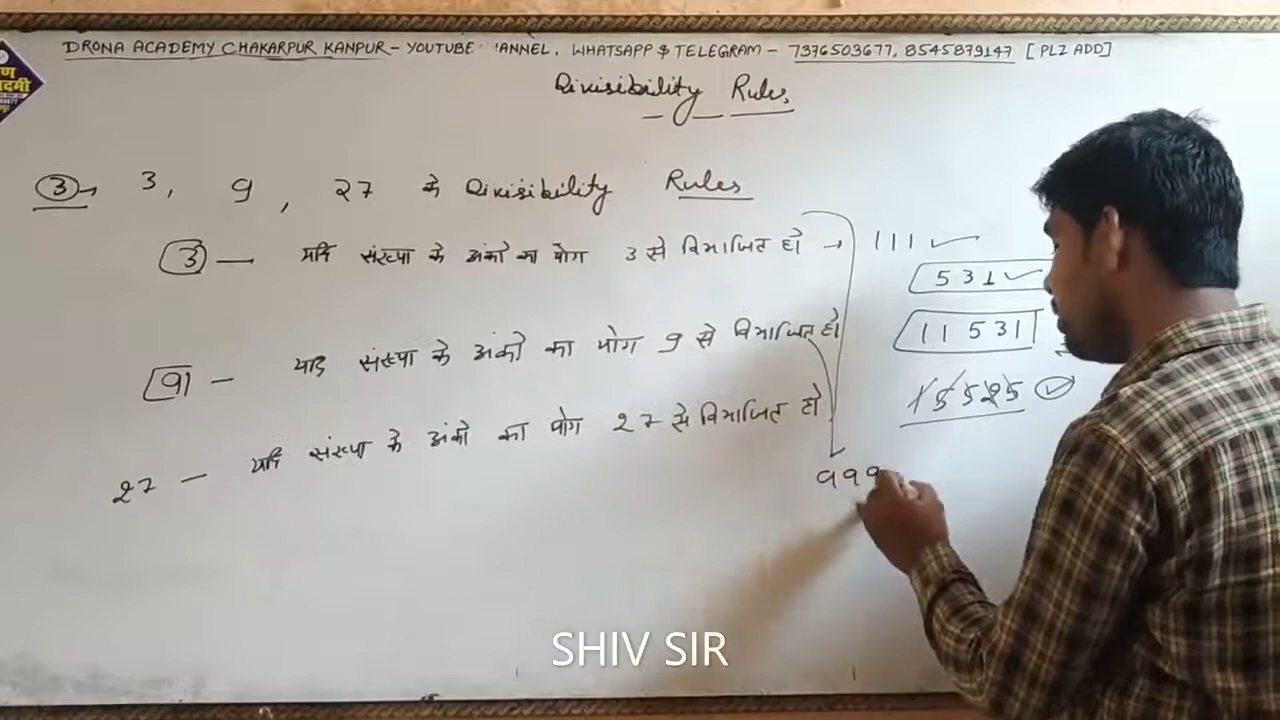 DRONA ACADEMY CHAKARPUR KANPUR - YOUTUBE ANNEL, WHATSAPP & TELEGRAM - 7376503677, 8545879147 [PLZ ADD]
Divisibility Rules
③→ 3, 9, 27 के Divisibility Rules
3 — यदि संख्या के अंको का योग 3 से विभाजित हो → 111 ✓
531 ✓
11531
9 — यदि संख्या के अंको का योग 9 से विभाजित हो
15525 ✓
27 — यदि संख्या के अंको का योग 27 से विभाजित हो
999
SHIV SIR